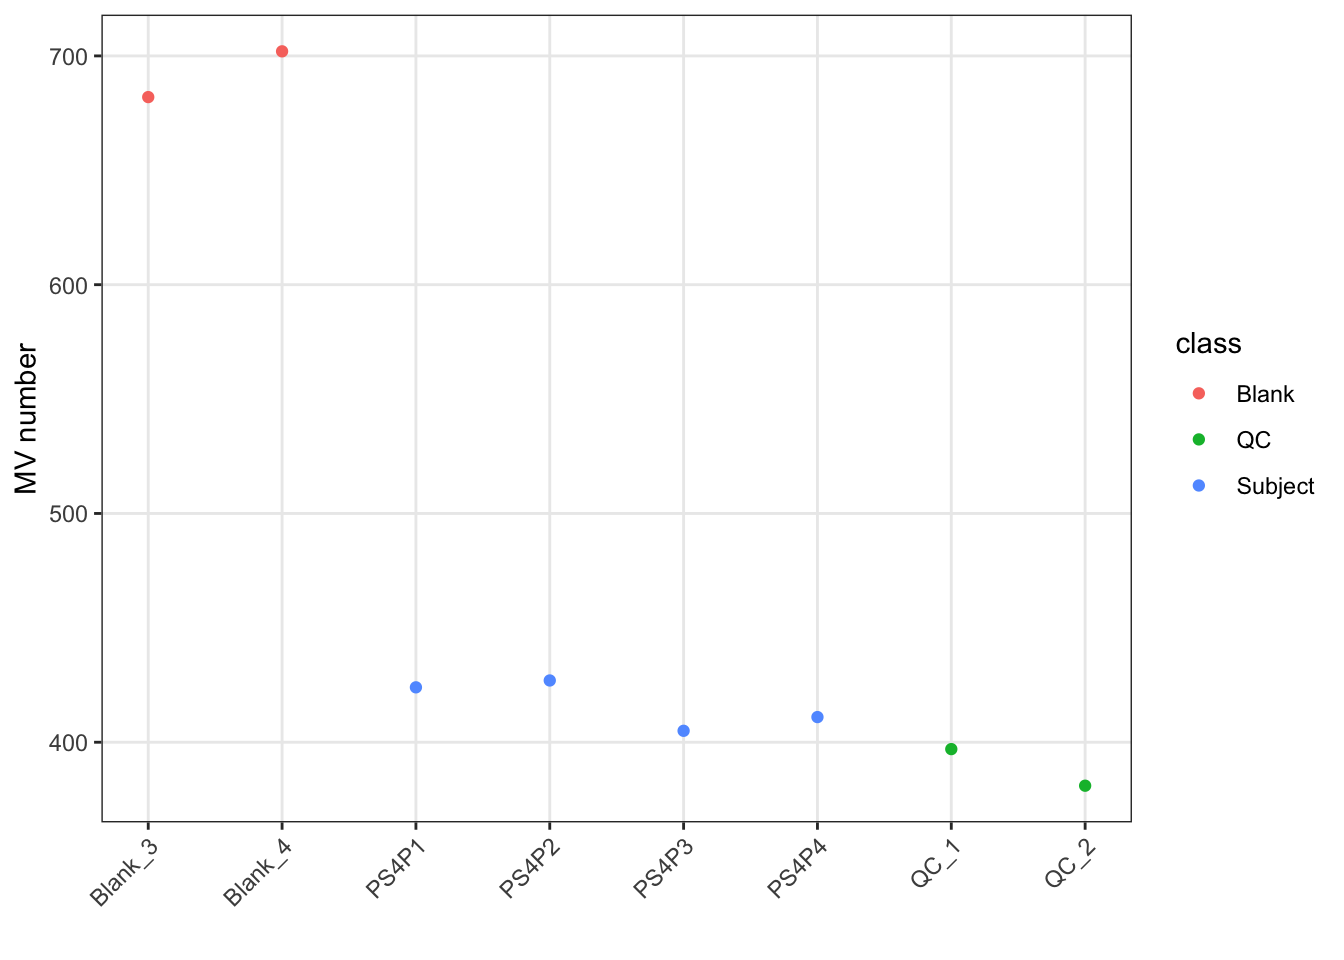 MV number
700
600
500
400
Blank_3
Blank_4
PS4P1
PS4P2
PS4P3
PS4P4
QC_1
QC_2
class
Blank
QC
Subject